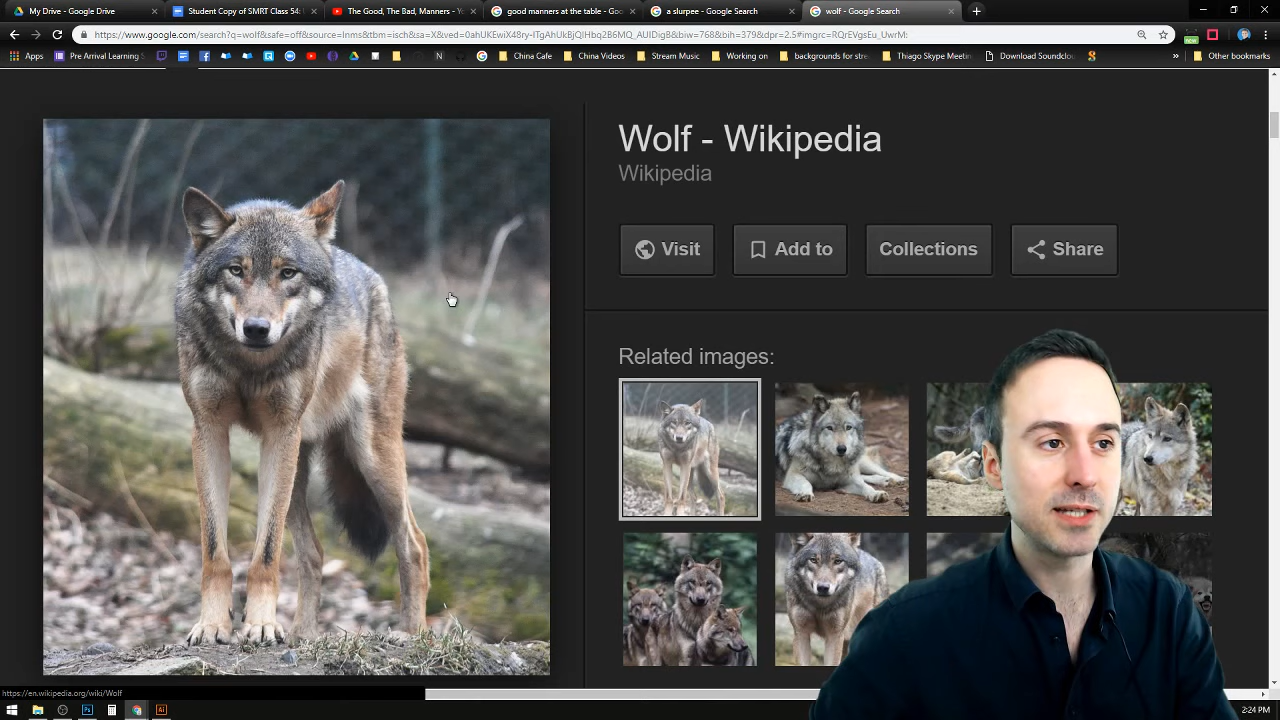 My Drive - Google Drive
Student Copy of SMRT Class 54:
The Good, The Bad, Manners - Yo
good manners at the table - Goo
a slurpee - Google Search
wolf - Google Search
Apps
Pre Arrival Learning S
China Cafe
China Videos
Stream Music
Working on
backgrounds for stre
Thiago Skype Meetin
Download Soundclou
Other bookmarks
Wolf - Wikipedia
Wikipedia
Visit
Add to
Collections
Share
Related images:
https://en.wikipedia.org/wiki/Wolf
2:24 PM